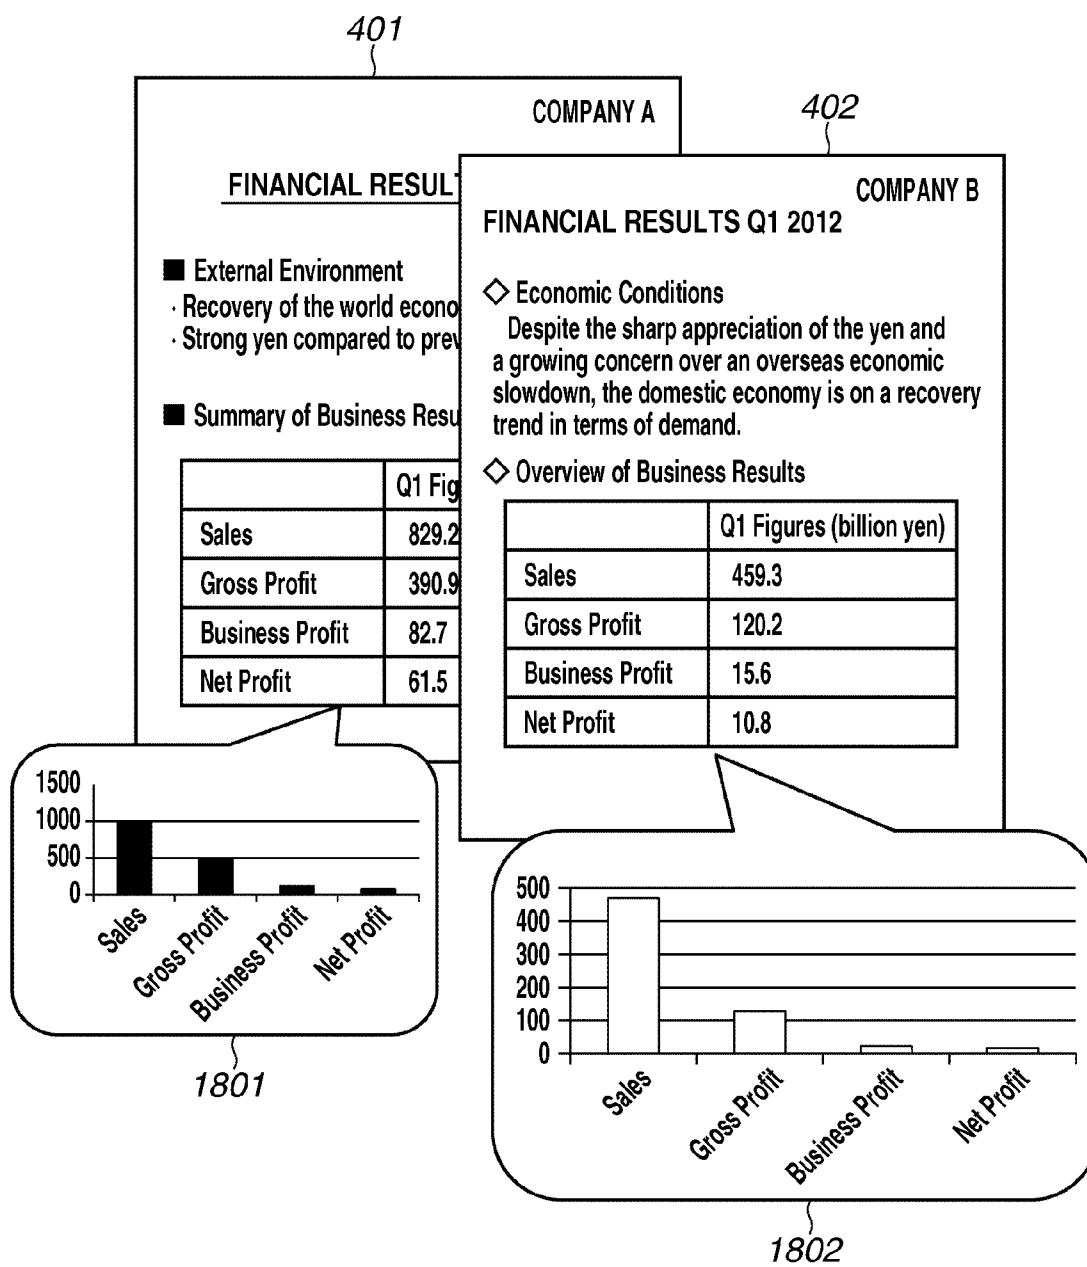 401
COMPANY A
FINANCIAL RESULT
■ External Environment
· Recovery of the world econo
· Strong yen compared to prev
■ Summary of Business Resu
Q1 Fig
Sales 829.2
Gross Profit 390.9
Business Profit 82.7
Net Profit 61.5
402
COMPANY B
FINANCIAL RESULTS Q1 2012
◇ Economic Conditions
Despite the sharp appreciation of the yen and
a growing concern over an overseas economic
slowdown, the domestic economy is on a recovery
trend in terms of demand.
◇ Overview of Business Results
Q1 Figures (billion yen)
Sales 459.3
Gross Profit 120.2
Business Profit 15.6
Net Profit 10.8
1500
1000
500
0
Sales
Gross Profit
Business Profit
Net Profit
1801
500
400
300
200
100
0
Sales
Gross Profit
Business Profit
Net Profit
1802